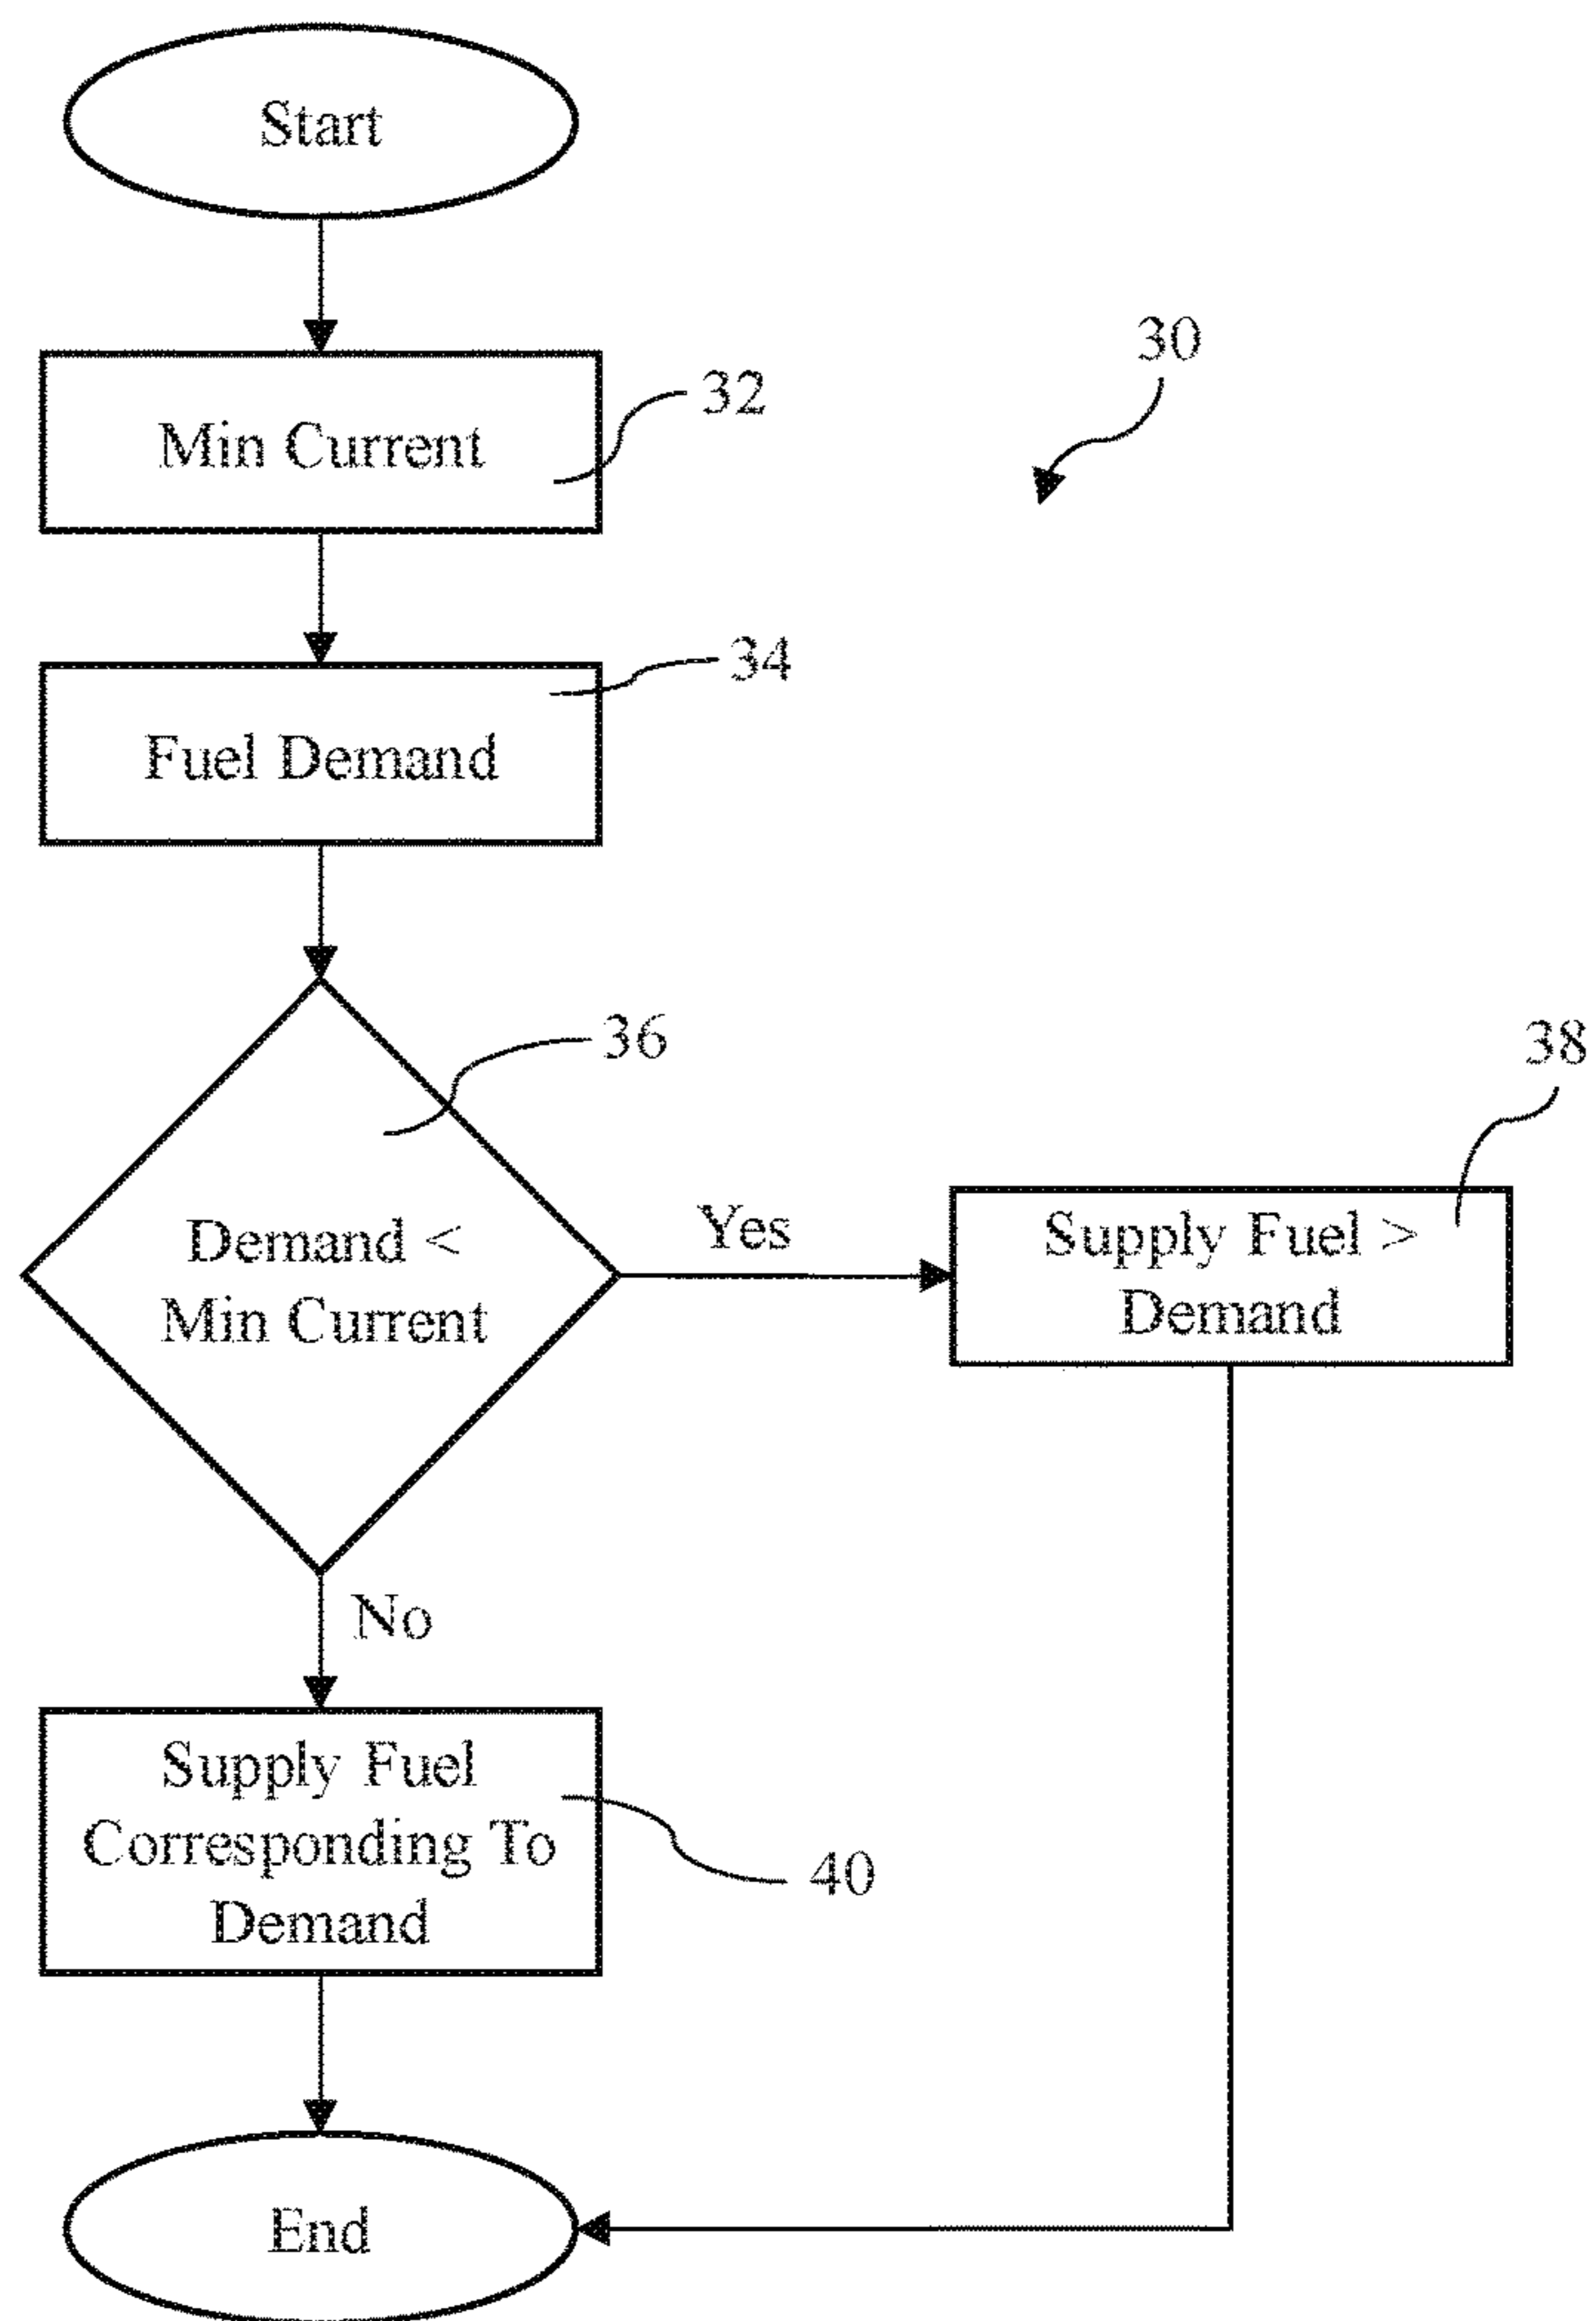 Start
30
32
Min Current
34
Fuel Demand
36
38
Demand <
Min Current
Yes
Supply Fuel >
Demand
No
Supply Fuel
Corresponding To
Demand
40
End